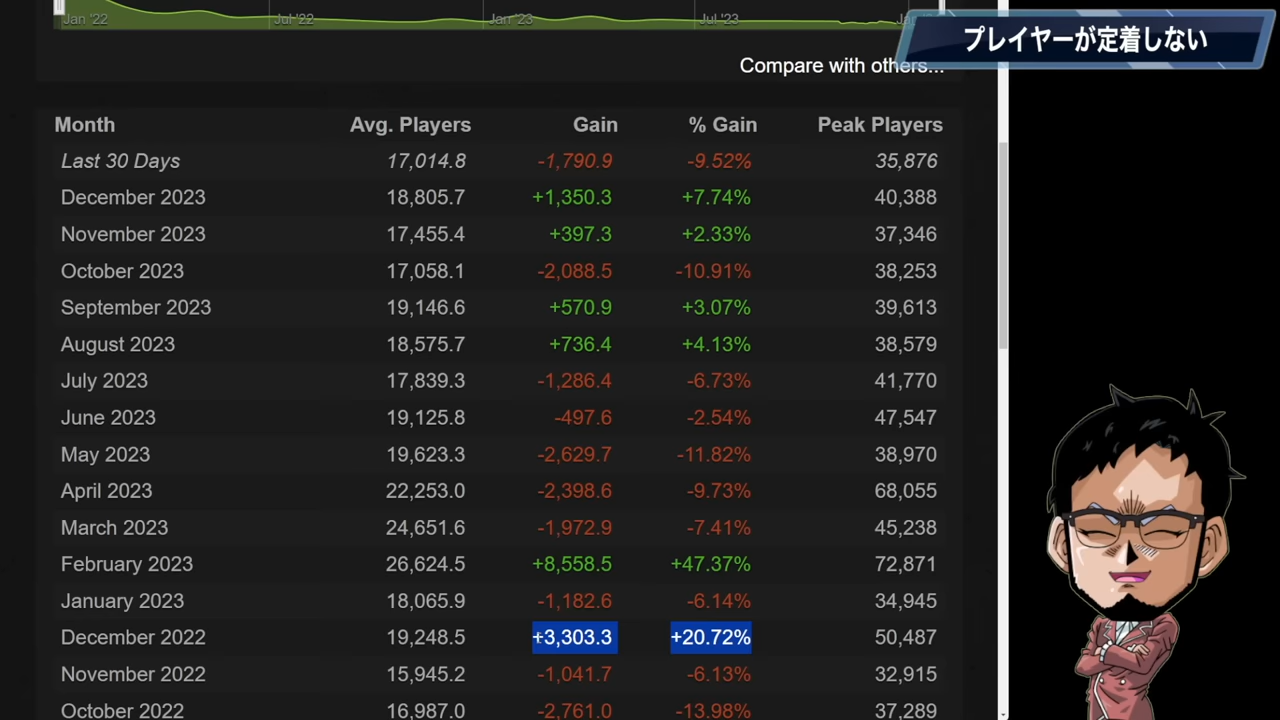 Jan '22 Jul '22 Jan '23 Jul '23
プレイヤーが定着しない
Compare with others...
Month Avg. Players Gain % Gain Peak Players
Last 30 Days 17,014.8 -1,790.9 -9.52% 35,876
December 2023 18,805.7 +1,350.3 +7.74% 40,388
November 2023 17,455.4 +397.3 +2.33% 37,346
October 2023 17,058.1 -2,088.5 -10.91% 38,253
September 2023 19,146.6 +570.9 +3.07% 39,613
August 2023 18,575.7 +736.4 +4.13% 38,579
July 2023 17,839.3 -1,286.4 -6.73% 41,770
June 2023 19,125.8 -497.6 -2.54% 47,547
May 2023 19,623.3 -2,629.7 -11.82% 38,970
April 2023 22,253.0 -2,398.6 -9.73% 68,055
March 2023 24,651.6 -1,972.9 -7.41% 45,238
February 2023 26,624.5 +8,558.5 +47.37% 72,871
January 2023 18,065.9 -1,182.6 -6.14% 34,945
December 2022 19,248.5 +3,303.3 +20.72% 50,487
November 2022 15,945.2 -1,041.7 -6.13% 32,915
October 2022 16,987.0 -2,761.0 -13.98% 37,289